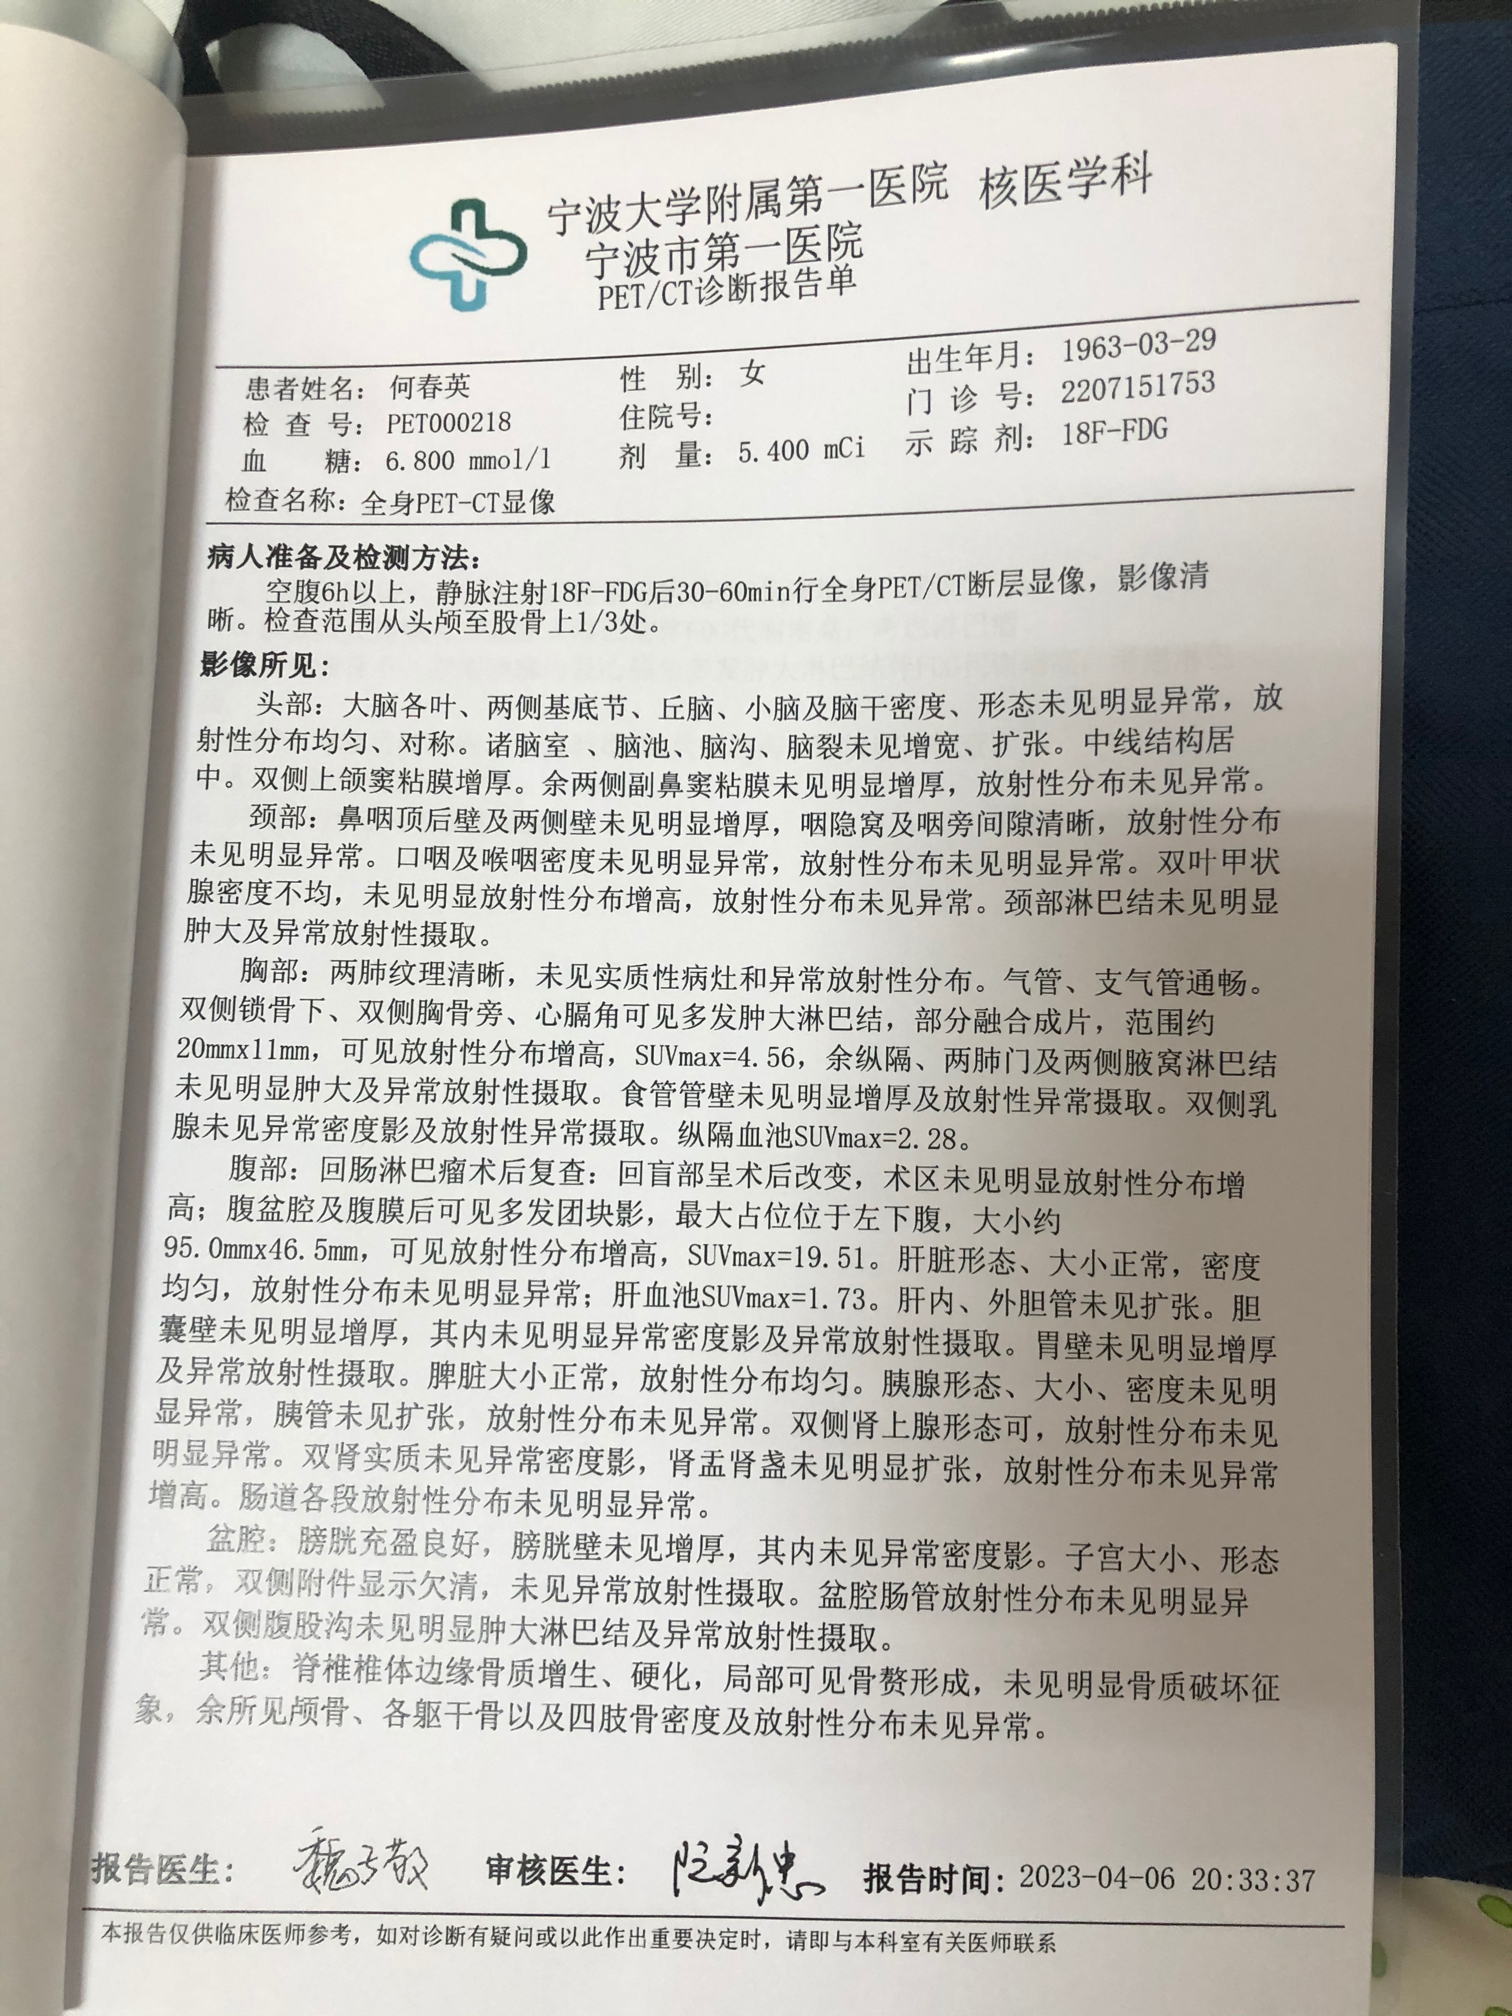 宁波大学附属第一医院 核医学科
宁波市第一医院
PET/CT诊断报告单
患者姓名: 何春英 性 别: 女 出生年月: 1963-03-29
检 查 号: PET000218 住院号: 门 诊 号: 2207151753
血 糖: 6.800 mmol/l 剂 量: 5.400 mCi 示 踪 剂: 18F-FDG
检查名称: 全身PET-CT显像
病人准备及检测方法:
空腹6h以上，静脉注射18F-FDG后30-60min行全身PET/CT断层显像，影像清
晰。检查范围从头颅至股骨上1/3处。
影像所见:
头部：大脑各叶、两侧基底节、丘脑、小脑及脑干密度、形态未见明显异常，放
射性分布均匀、对称。诸脑室 、脑池、脑沟、脑裂未见增宽、扩张。中线结构居
中。双侧上颌窦粘膜增厚。余两侧副鼻窦粘膜未见明显增厚，放射性分布未见异常。
颈部：鼻咽顶后壁及两侧壁未见明显增厚，咽隐窝及咽旁间隙清晰，放射性分布
未见明显异常。口咽及喉咽密度未见明显异常，放射性分布未见明显异常。双叶甲状
腺密度不均，未见明显放射性分布增高，放射性分布未见异常。颈部淋巴结未见明显
肿大及异常放射性摄取。
胸部：两肺纹理清晰，未见实质性病灶和异常放射性分布。气管、支气管通畅。
双侧锁骨下、双侧胸骨旁、心膈角可见多发肿大淋巴结，部分融合成片，范围约
20mmx11mm，可见放射性分布增高，SUVmax=4.56，余纵隔、两肺门及两侧腋窝淋巴结
未见明显肿大及异常放射性摄取。食管管壁未见明显增厚及放射性异常摄取。双侧乳
腺未见异常密度影及放射性异常摄取。纵隔血池SUVmax=2.28。
腹部：回肠淋巴瘤术后复查：回盲部呈术后改变，术区未见明显放射性分布增
高；腹盆腔及腹膜后可见多发团块影，最大占位位于左下腹，大小约
95.0mmx46.5mm，可见放射性分布增高，SUVmax=19.51。肝脏形态、大小正常，密度
均匀，放射性分布未见明显异常；肝血池SUVmax=1.73。肝内、外胆管未见扩张。胆
囊壁未见明显增厚，其内未见明显异常密度影及异常放射性摄取。胃壁未见明显增厚
及异常放射性摄取。脾脏大小正常，放射性分布均匀。胰腺形态、大小、密度未见明
显异常，胰管未见扩张，放射性分布未见异常。双侧肾上腺形态可，放射性分布未见
明显异常。双肾实质未见异常密度影，肾盂肾盏未见明显扩张，放射性分布未见异常
增高。肠道各段放射性分布未见明显异常。
盆腔：膀胱充盈良好，膀胱壁未见增厚，其内未见异常密度影。子宫大小、形态
正常，双侧附件显示欠清，未见异常放射性摄取。盆腔肠管放射性分布未见明显异
常。双侧腹股沟未见明显肿大淋巴结及异常放射性摄取。
其他：脊椎椎体边缘骨质增生、硬化，局部可见骨赘形成，未见明显骨质破坏征
象，余所见颅骨、各躯干骨以及四肢骨密度及放射性分布未见异常。
报告医生: 审核医生: 阮新忠 报告时间: 2023-04-06 20:33:37
本报告仅供临床医师参考，如对诊断有疑问或以此作出重要决定时，请即与本科室有关医师联系